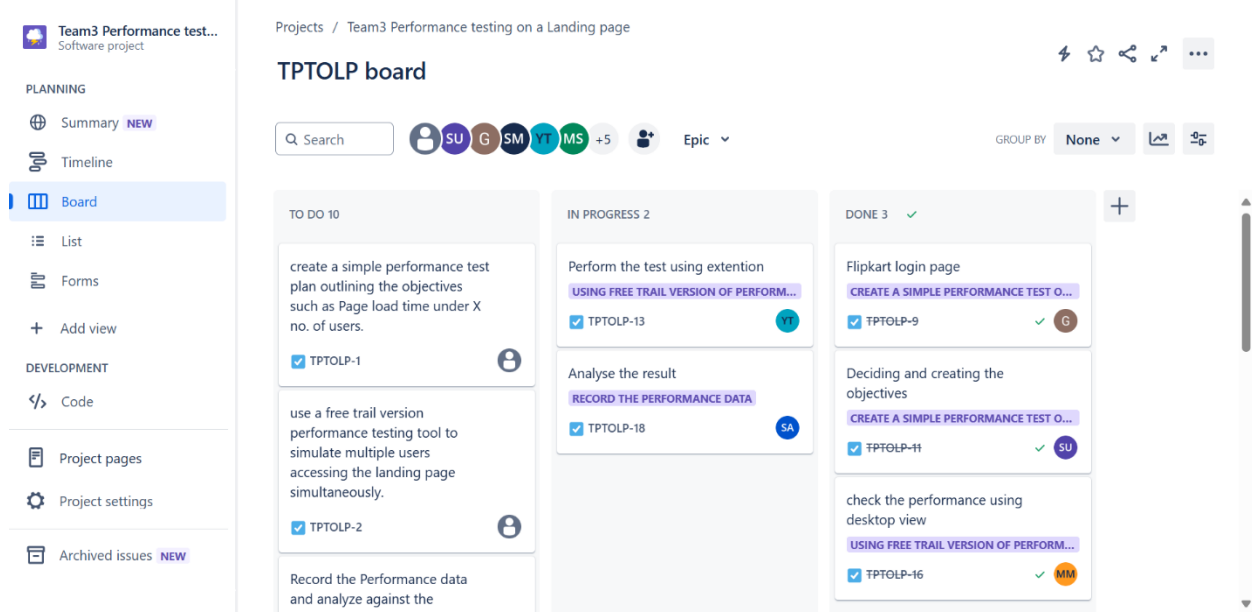 Team3 Performance test...
Software project
PLANNING
Summary NEW
Timeline
Board
List
Forms
Add view
DEVELOPMENT
Code
Project pages
Project settings
Archived issues NEW
Projects / Team3 Performance testing on a Landing page
TPTOLP board
Search
SU G SM YT MS +5
Epic
GROUP BY None
TO DO 10
create a simple performance test
plan outlining the objectives
such as Page load time under X
no. of users.
TPTOLP-1
use a free trail version
performance testing tool to
simulate multiple users
accessing the landing page
simultaneously.
TPTOLP-2
Record the Performance data
and analyze against the
IN PROGRESS 2
Perform the test using extention
USING FREE TRAIL VERSION OF PERFORM...
TPTOLP-13
YT
Analyse the result
RECORD THE PERFORMANCE DATA
TPTOLP-18
SA
DONE 3
Flipkart login page
CREATE A SIMPLE PERFORMANCE TEST O...
TPTOLP-9
G
Deciding and creating the
objectives
CREATE A SIMPLE PERFORMANCE TEST O...
TPTOLP-11
SU
check the performance using
desktop view
USING FREE TRAIL VERSION OF PERFORM...
TPTOLP-16
MM